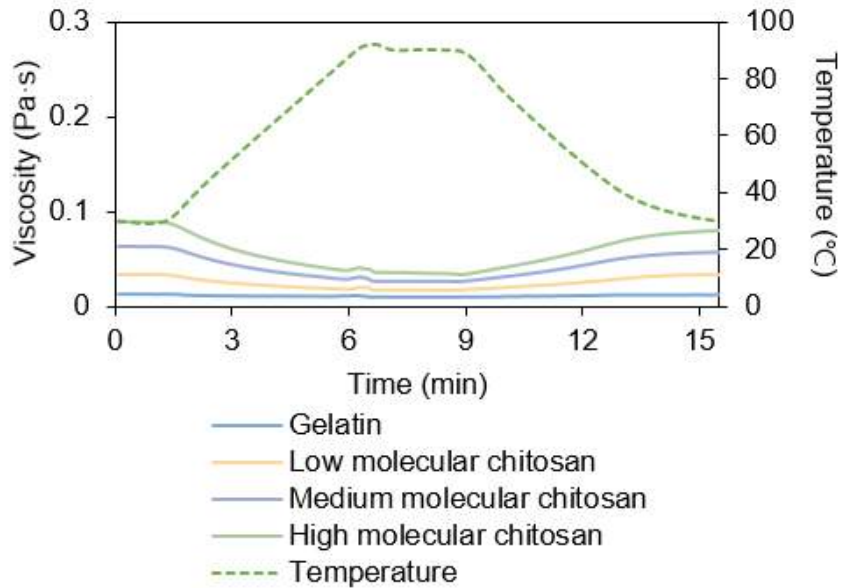 0.3
0.2
0.1
0
Viscosity (Pa·s)
100
80
60
40
20
0
Temperature (℃)
0 3 6 9 12 15
Time (min)
Gelatin
Low molecular chitosan
Medium molecular chitosan
High molecular chitosan
Temperature